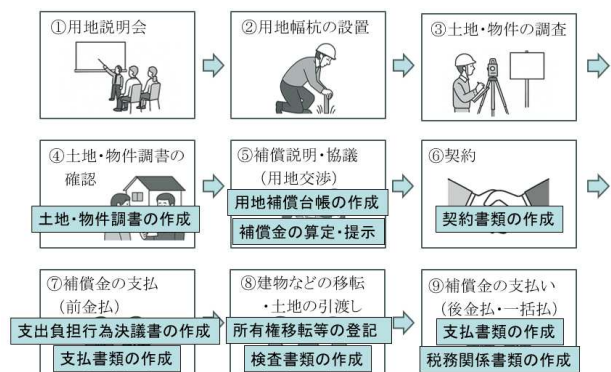 ①用地説明会
②用地幅杭の設置
③土地・物件の調査
④土地・物件調書の
確認
土地・物件調書の作成
⑤補償説明・協議
(用地交渉)
用地補償台帳の作成
補償金の算定・提示
⑥契約
契約書類の作成
⑦補償金の支払
(前金払)
支出負担行為決議書の作成
支払書類の作成
⑧建物などの移転
・土地の引渡し
所有権移転等の登記
検査書類の作成
⑨補償金の支払い
(後金払・一括払)
支払書類の作成
税務関係書類の作成